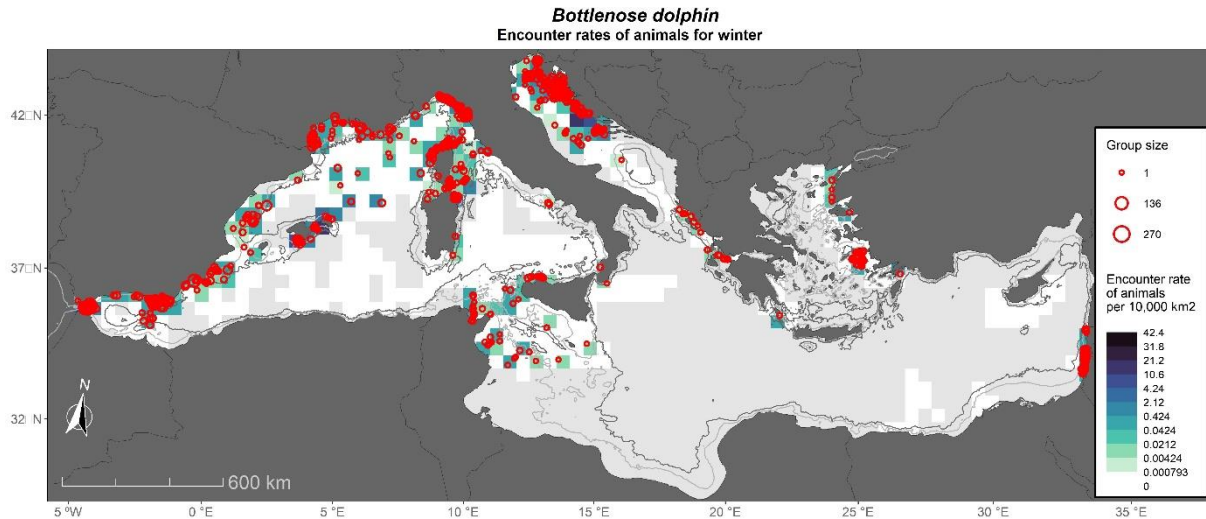 Bottlenose dolphin
Encounter rates of animals for winter
42□N
37□N
32□N
N
600 km
5°W
0 °E
5 °E
10 °E
15 °E
20 °E
25 °E
30 °E
35 °E
Group size
1
136
270
Encounter rate
of animals
per 10,000 km2
42.4
31.8
21.2
10.6
4.24
2.12
0.424
0.0424
0.0212
0.00424
0.000793
0